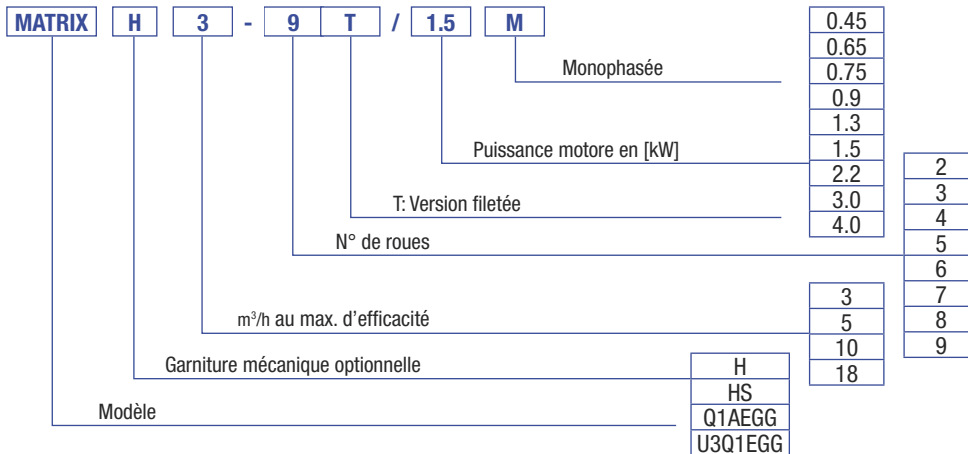 MATRIX H 3 - 9 T / 1.5 M
Monophasée
Puissance motore en [kW]
0.45
0.65
0.75
0.9
1.3
1.5
2.2
3.0
4.0
T: Version filetée
N° de roues
2
3
4
5
6
7
8
9
m³/h au max. d’efficacité
3
5
10
18
Garniture mécanique optionnelle
H
HS
Q1AEGG
U3Q1EGG
Modèle